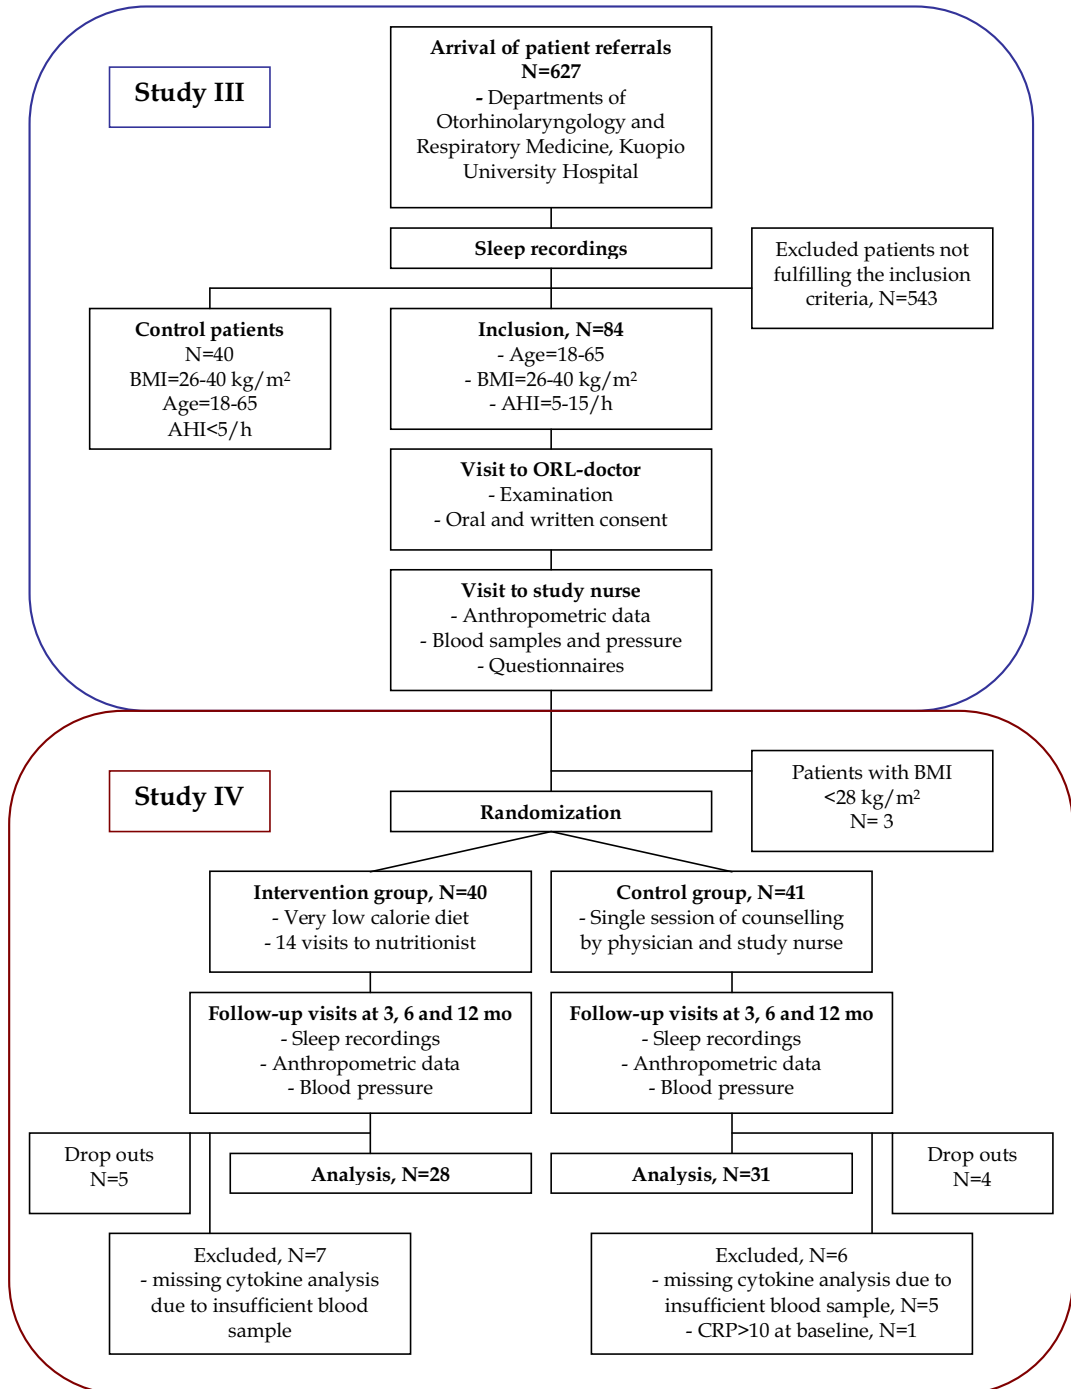 Study III
Arrival of patient referrals
N=627
- Departments of
Otorhinolaryngology and
Respiratory Medicine, Kuopio
University Hospital
Sleep recordings
Excluded patients not
fulfilling the inclusion
criteria, N=543
Control patients
N=40
BMI=26-40 kg/m²
Age=18-65
AHI<5/h
Inclusion, N=84
- Age=18-65
- BMI=26-40 kg/m²
- AHI=5-15/h
Visit to ORL-doctor
- Examination
- Oral and written consent
Visit to study nurse
- Anthropometric data
- Blood samples and pressure
- Questionnaires
Study IV
Patients with BMI
<28 kg/m²
N= 3
Randomization
Intervention group, N=40
- Very low calorie diet
- 14 visits to nutritionist
Control group, N=41
- Single session of counselling
by physician and study nurse
Follow-up visits at 3, 6 and 12 mo
- Sleep recordings
- Anthropometric data
- Blood pressure
Follow-up visits at 3, 6 and 12 mo
- Sleep recordings
- Anthropometric data
- Blood pressure
Drop outs
N=5
Analysis, N=28
Analysis, N=31
Drop outs
N=4
Excluded, N=7
- missing cytokine analysis
due to insufficient blood
sample
Excluded, N=6
- missing cytokine analysis due to
insufficient blood sample, N=5
- CRP>10 at baseline, N=1